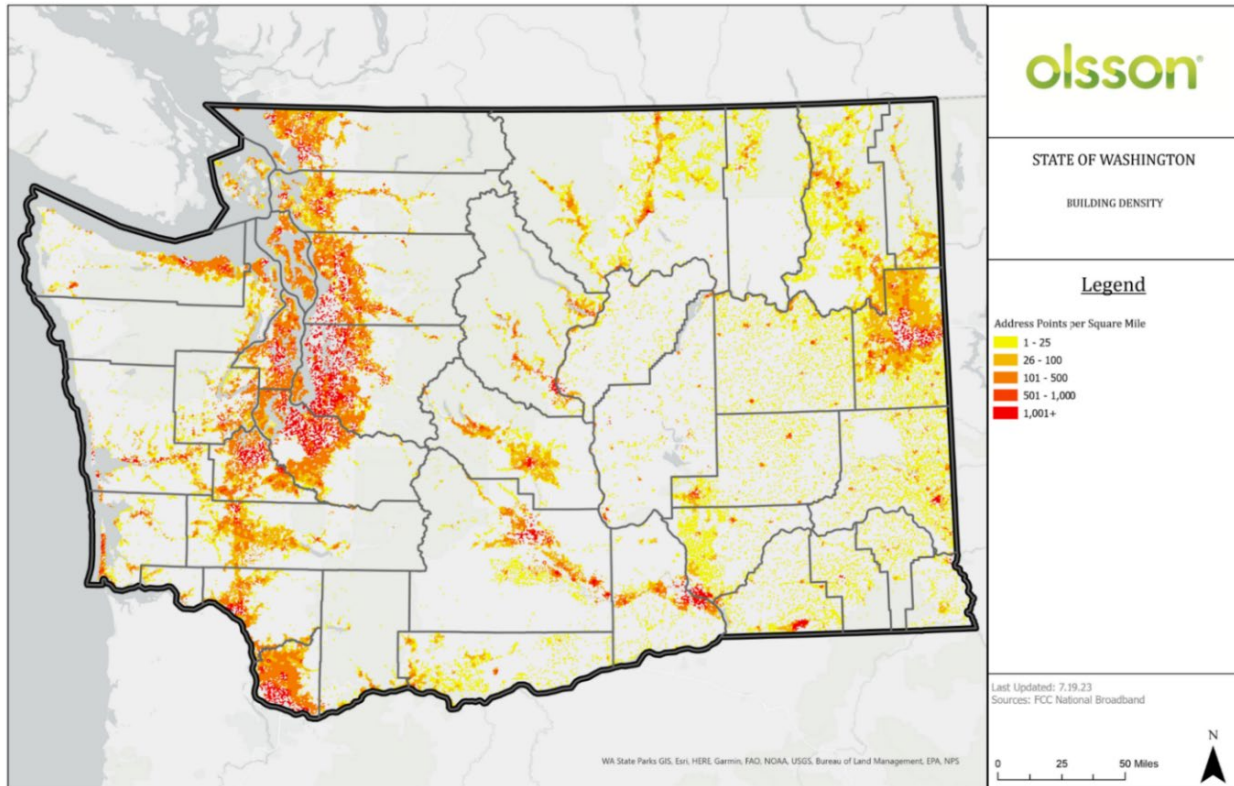 olsson®
STATE OF WASHINGTON
BUILDING DENSITY
Legend
Address Points per Square Mile
1 - 25
26 - 100
101 - 500
501 - 1,000
1,001+
Last Updated: 7.19.23
Sources: FCC National Broadband
N
0 25 50 Miles
WA State Parks GIS, Esri, HERE, Garmin, FAO, NOAA, USGS, Bureau of Land Management, EPA, NPS